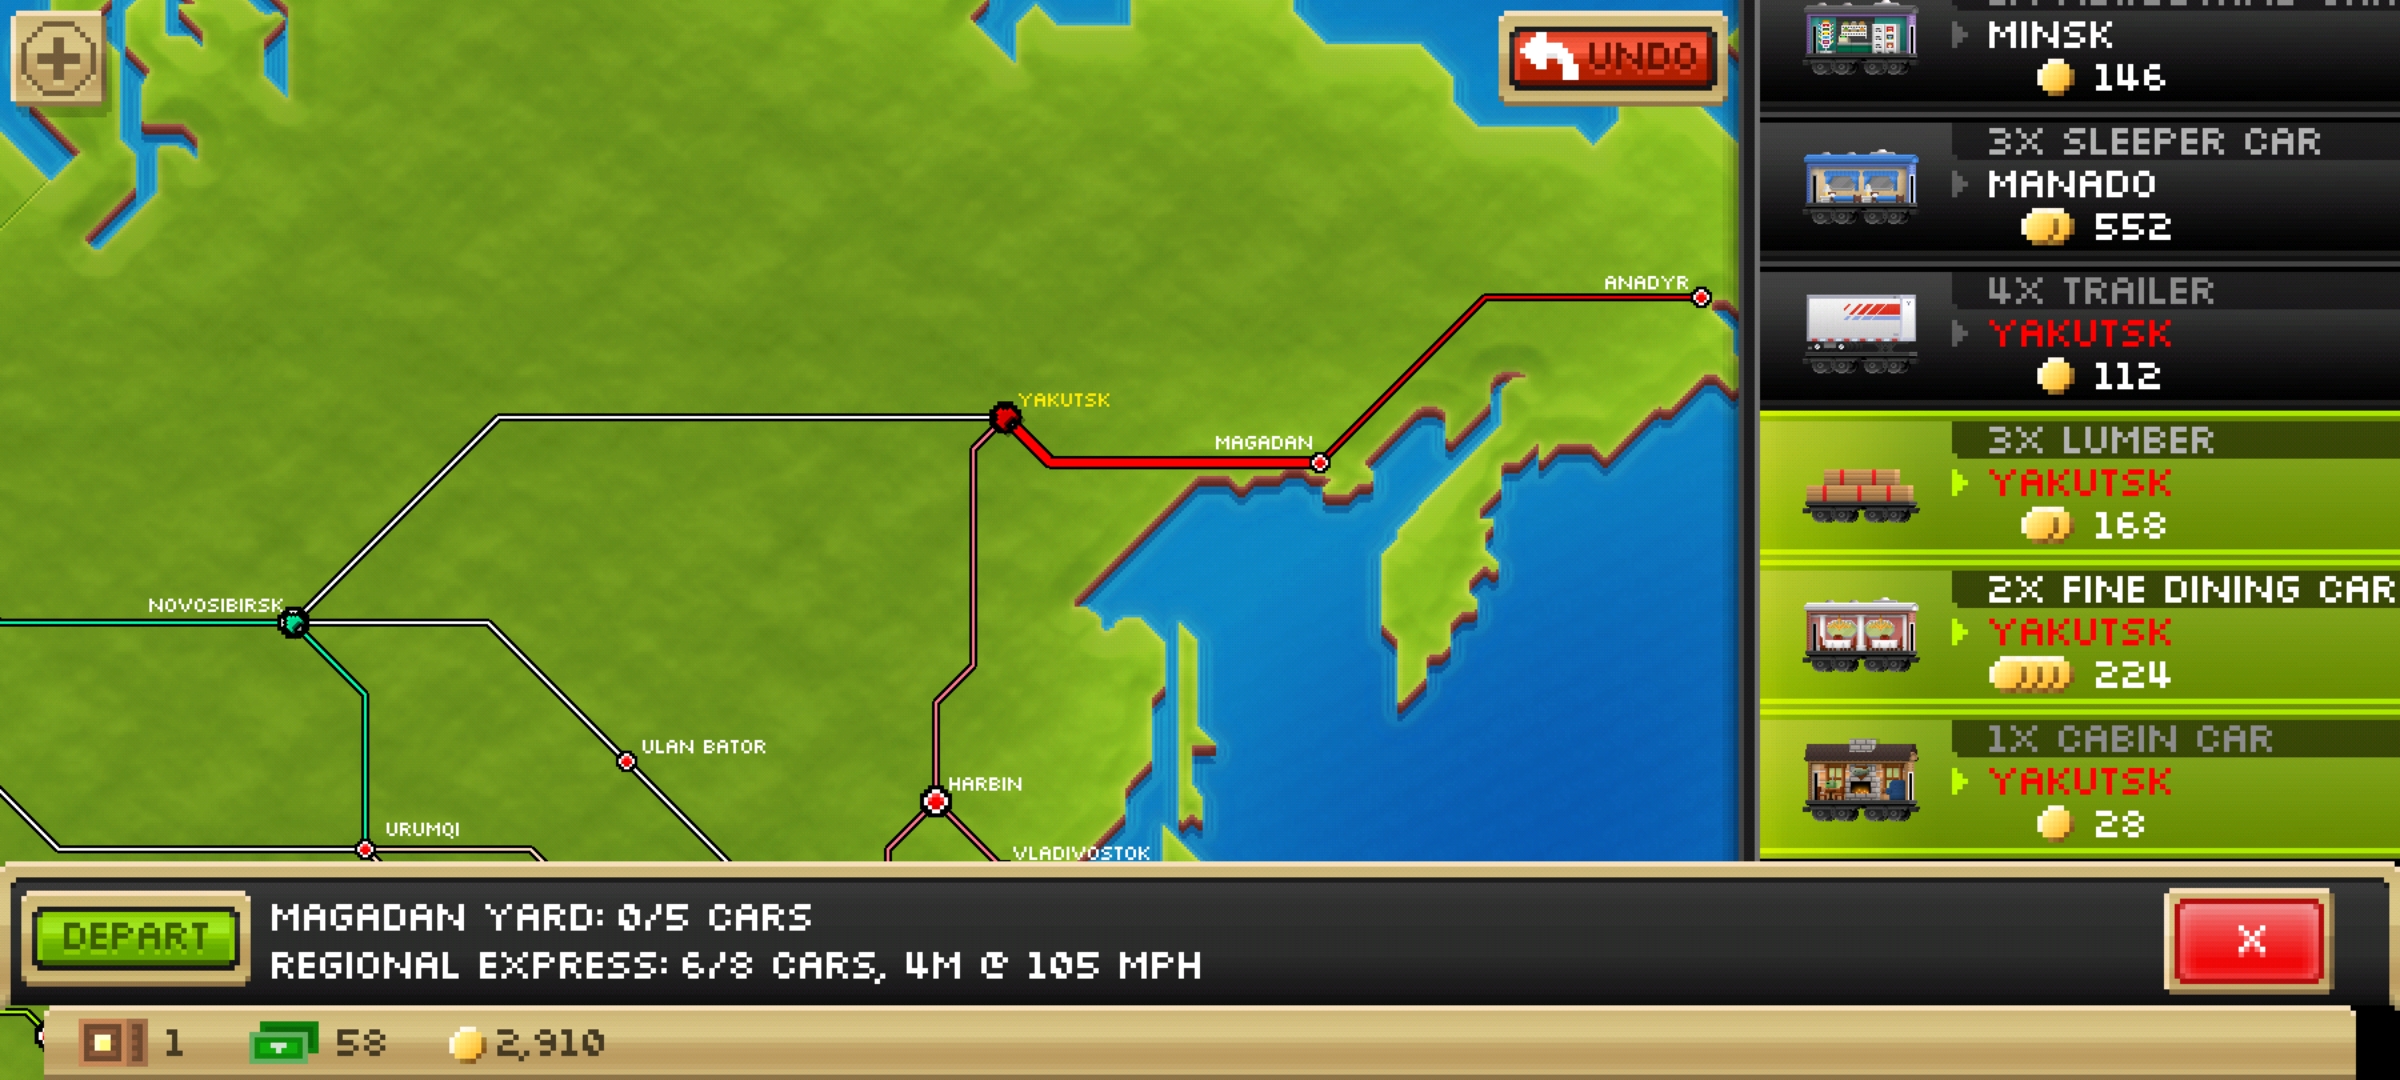 UNDO
MINSK
146
3X SLEEPER CAR
MANADO
552
4X TRAILER
YAKUTSK
112
3X LUMBER
YAKUTSK
168
2X FINE DINING CAR
YAKUTSK
224
1X CABIN CAR
YAKUTSK
28
ANADYR
YAKUTSK
MAGADAN
NOVOSIBIRSK
ULAN BATOR
HARBIN
URUMQI
VLADIVOSTOK
DEPART
MAGADAN YARD: 0/5 CARS
REGIONAL EXPRESS: 6/8 CARS, 4M @ 105 MPH
X
1
58
2,910